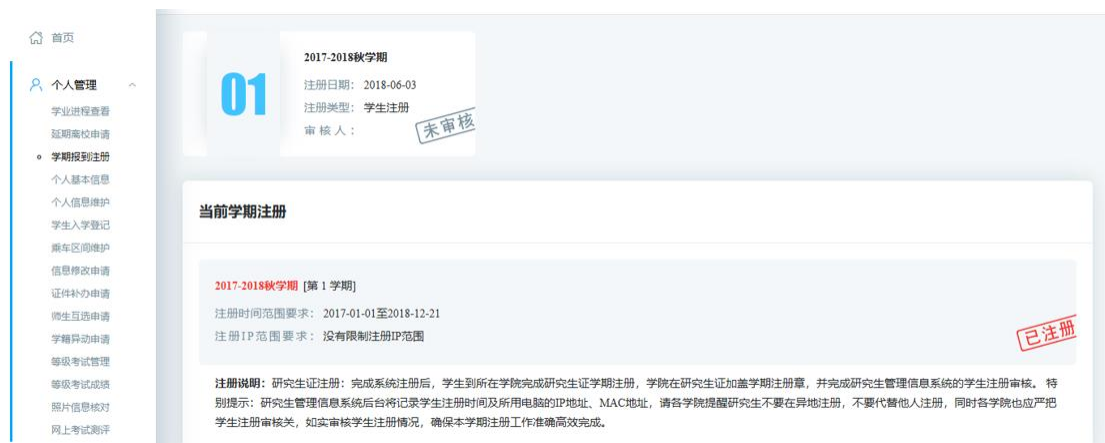 首页
个人管理
学业进程查看
延期离校申请
学期报到注册
个人基本信息
个人信息维护
学生入学登记
乘车区间维护
信息修改申请
证件补办申请
师生互选申请
学籍异动申请
等级考试管理
等级考试成绩
照片信息核对
网上考试测评
01
2017-2018秋学期
注册日期： 2018-06-03
注册类型： 学生注册
审 核 人：
未审核
当前学期注册
2017-2018秋学期 [第 1 学期]
注册时间范围要求： 2017-01-01至2018-12-21
注册IP范围要求： 没有限制注册IP范围
已注册
注册说明：研究生证注册：完成系统注册后，学生到所在学院完成研究生证学期注册，学院在研究生证加盖学期注册章，并完成研究生管理信息系统的学生注册审核。 特
别提示：研究生管理信息系统后台将记录学生注册时间及所用电脑的IP地址、MAC地址，请各学院提醒研究生不要在异地注册，不要代替他人注册，同时各学院也应严把
学生注册审核关，如实审核学生注册情况，确保本学期注册工作准确高效完成。